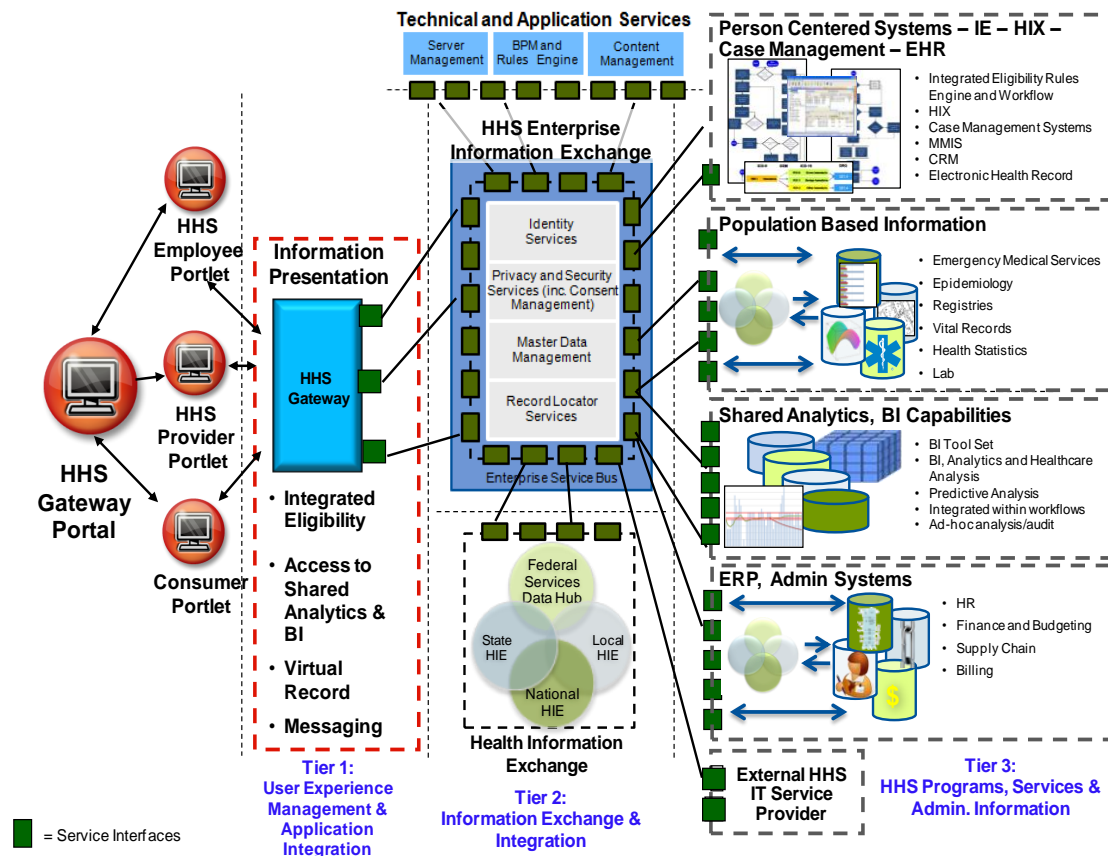 Technical and Application Services
Server
Management
BPM and
Rules Engine
Content
Management
HHS Enterprise
Information Exchange
Identity
Services
Privacy and Security
Services (inc. Consent
Management)
Master Data
Management
Record Locator
Services
Enterprise Service Bus
HHS
Employee
Portlet
HHS
Provider
Portlet
HHS
Gateway
Portal
Consumer
Portlet
Information
Presentation
HHS
Gateway
• Integrated
Eligibility
• Access to
Shared
Analytics &
BI
• Virtual
Record
• Messaging
Tier 1:
User Experience
Management &
Application
Integration
Federal
Services
Data Hub
State
HIE
Local
HIE
National
HIE
Health Information
Exchange
Tier 2:
Information Exchange &
Integration
Person Centered Systems – IE – HIX –
Case Management – EHR
• Integrated Eligibility Rules
Engine and Workflow
• HIX
• Case Management Systems
• MMIS
• CRM
• Electronic Health Record
Population Based Information
• Emergency Medical Services
• Epidemiology
• Registries
• Vital Records
• Health Statistics
• Lab
Shared Analytics, BI Capabilities
• BI Tool Set
• BI, Analytics and Healthcare
Analysis
• Predictive Analysis
• Integrated within workflows
• Ad-hoc analysis/audit
ERP, Admin Systems
• HR
• Finance and Budgeting
• Supply Chain
• Billing
$
External HHS
IT Service
Provider
Tier 3:
HHS Programs, Services &
Admin. Information
= Service Interfaces